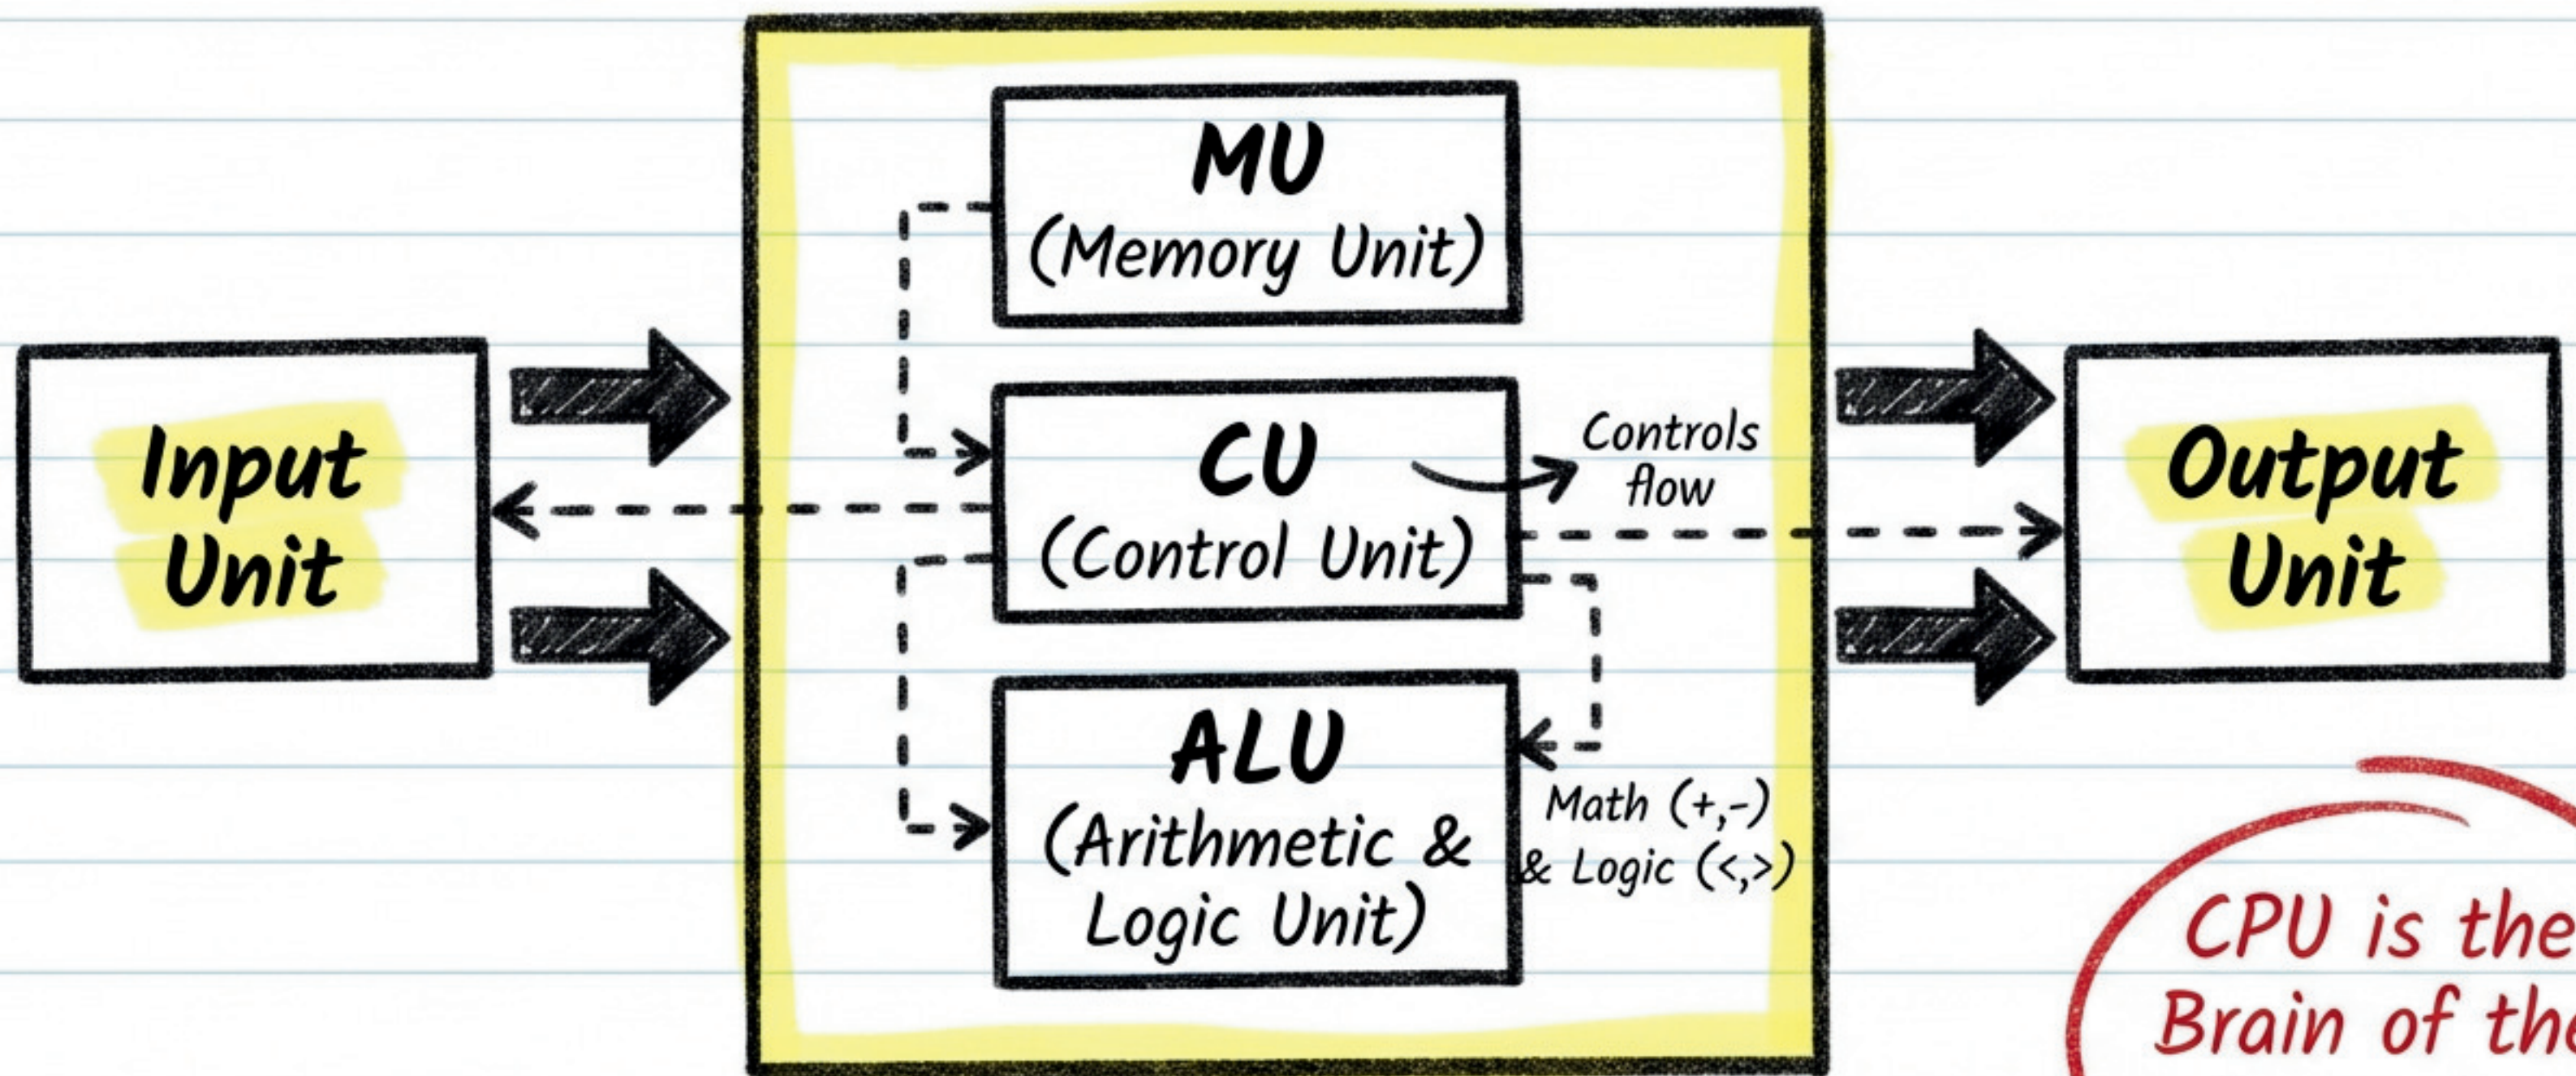 Input
Unit
MU
(Memory Unit)
CU
(Control Unit)
Controls
flow
ALU
(Arithmetic &
Logic Unit)
Math (+,-)
& Logic (<,>)
Output
Unit
CPU is the
Brain of the